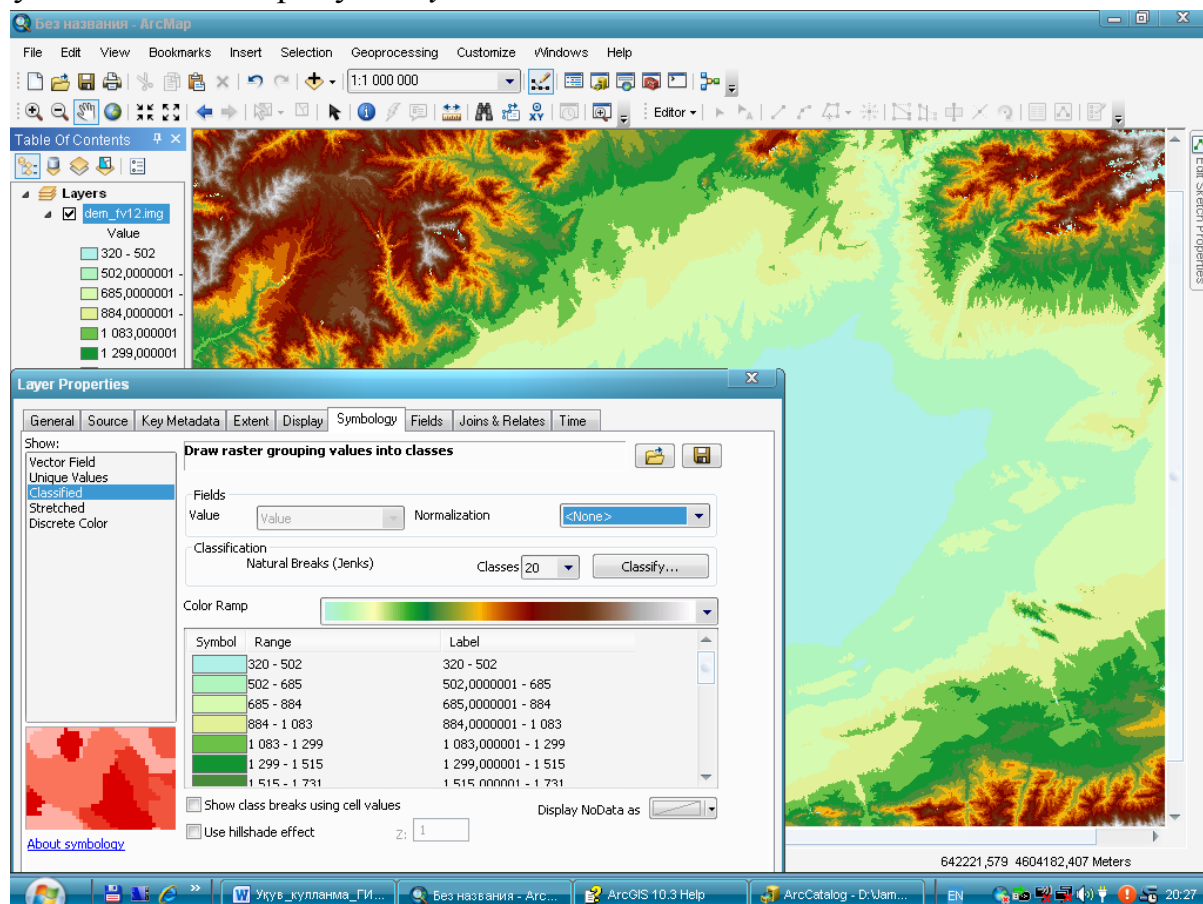 Без названия - ArcMap
File Edit View Bookmarks Insert Selection Geoprocessing Customize Windows Help
1:1 000 000
Editor
Table Of Contents
Layers
dem_fv12.img
Value
320 - 502
502,0000001 -
685,0000001 -
884,0000001 -
1 083,000001
1 299,000001
Edit Sketch Properties
Layer Properties
General Source Key Metadata Extent Display Symbology Fields Joins & Relates Time
Show:
Vector Field
Unique Values
Classified
Stretched
Discrete Color
Draw raster grouping values into classes
Fields
Value Value Normalization <None>
Classification
Natural Breaks (Jenks) Classes 20 Classify...
Color Ramp
Symbol Range Label
320 - 502 320 - 502
502 - 685 502,0000001 - 685
685 - 884 685,0000001 - 884
884 - 1 083 884,0000001 - 1 083
1 083 - 1 299 1 083,000001 - 1 299
1 299 - 1 515 1 299,000001 - 1 515
1 515 - 1 731 1 515,000001 - 1 731
Show class breaks using cell values Display NoData as
Use hillshade effect Z: 1
About symbology
642221,579 4604182,407 Meters
Уқув_кулланма_ГИ... Без названия - Arc... ArcGIS 10.3 Help ArcCatalog - D:\Jam... EN 20:27